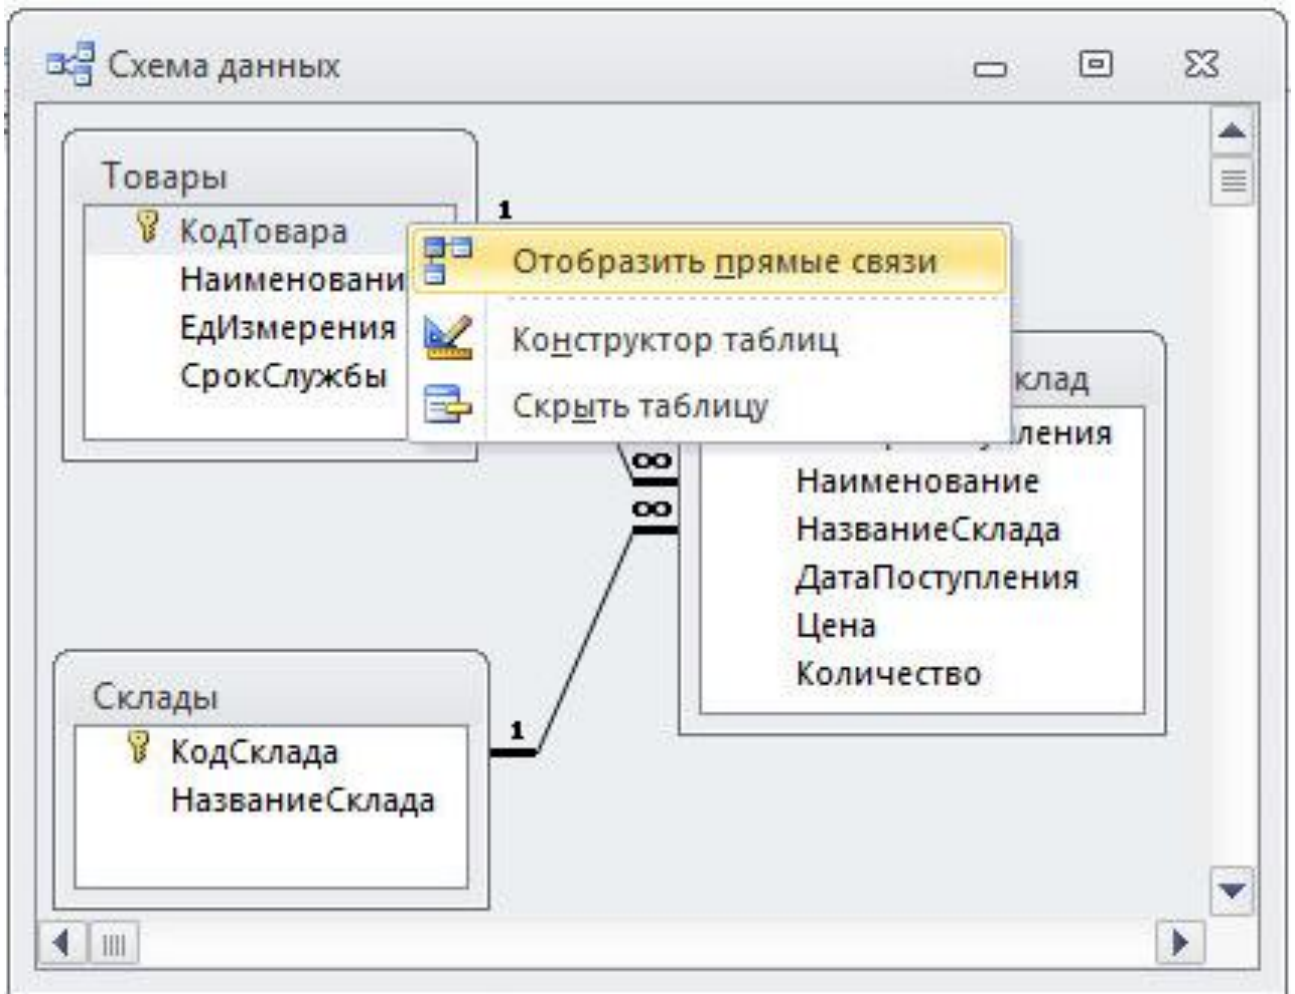 Схема данных
Товары
КодТовара
Наименовани
ЕдИзмерения
СрокСлужбы
1
Отобразить прямые связи
Конструктор таблиц
Скрыть таблицу
клад
ления
Наименование
НазваниеСклада
ДатаПоступления
Цена
Количество
∞
∞
Склады
КодСклада
НазваниеСклада
1